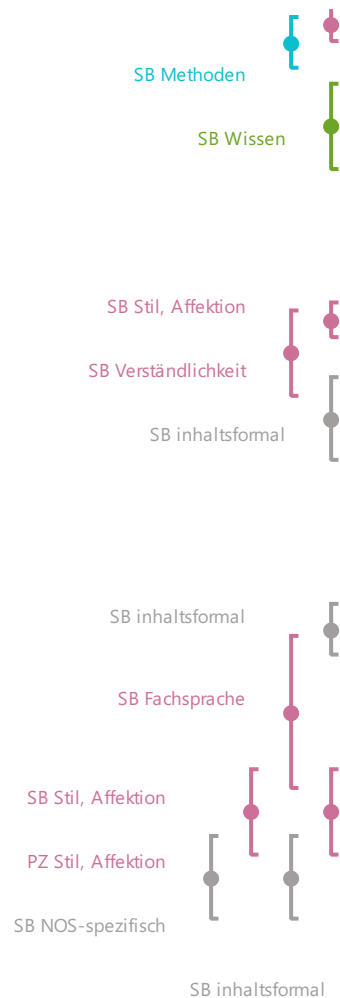 SB Methoden
SB Wissen
SB Stil, Affektion
SB Verständlichkeit
SB inhaltsformal
SB inhaltsformal
SB Fachsprache
SB Stil, Affektion
PZ Stil, Affektion
SB NOS-spezifisch
SB inhaltsformal